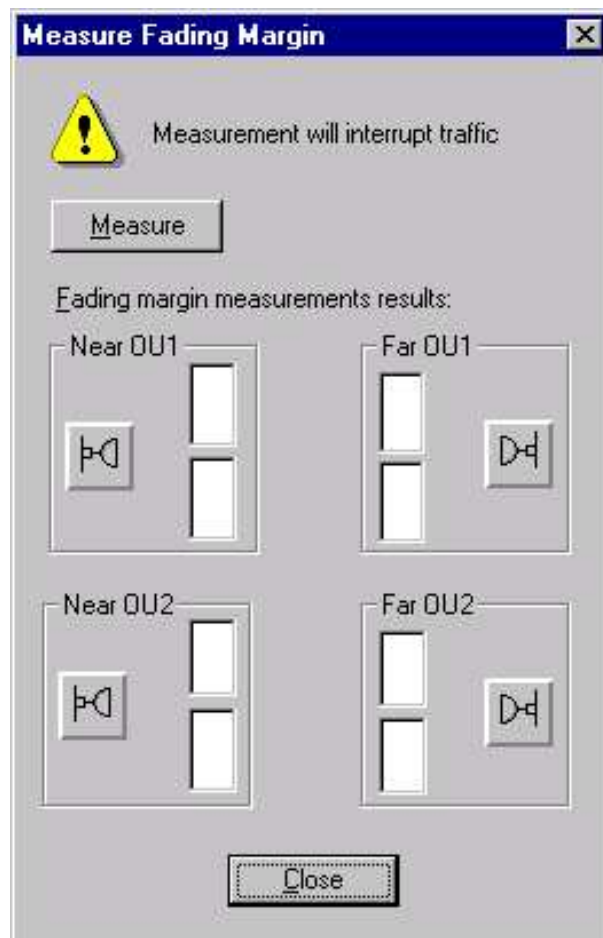 Measure Fading Margin
Measurement will interrupt traffic
Measure
Fading margin measurements results:
Near OU1
Far OU1
Near OU2
Far OU2
Close